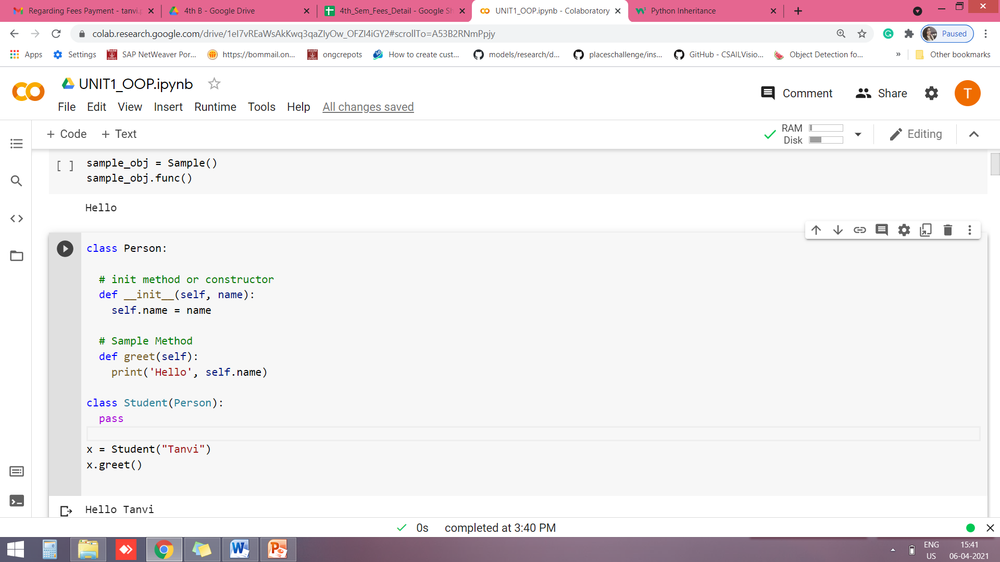 Regarding Fees Payment - tanvi.p
4th B - Google Drive
4th_Sem_Fees_Detail - Google Sh
UNIT1_OOP.ipynb - Colaboratory
Python Inheritance
colab.research.google.com/drive/1eI7vREaWsAkKwq3qaZIyOw_OFZI4iGY2#scrollTo=A53B2RNmPpjy
Paused
Apps
Settings
SAP NetWeaver Por...
https://bommail.on...
ongcrepots
How to create cust...
models/research/d...
placeschallenge/ins...
GitHub - CSAILVisio...
Object Detection fo...
»
Other bookmarks
UNIT1_OOP.ipynb
Comment
Share
T
File Edit View Insert Runtime Tools Help All changes saved
+ Code + Text
RAM
Disk
Editing
[ ] sample_obj = Sample()
sample_obj.func()
Hello
class Person:
# init method or constructor
def __init__(self, name):
self.name = name
# Sample Method
def greet(self):
print('Hello', self.name)
class Student(Person):
pass
x = Student("Tanvi")
x.greet()
Hello Tanvi
0s completed at 3:40 PM
ENG
US
15:41
06-04-2021